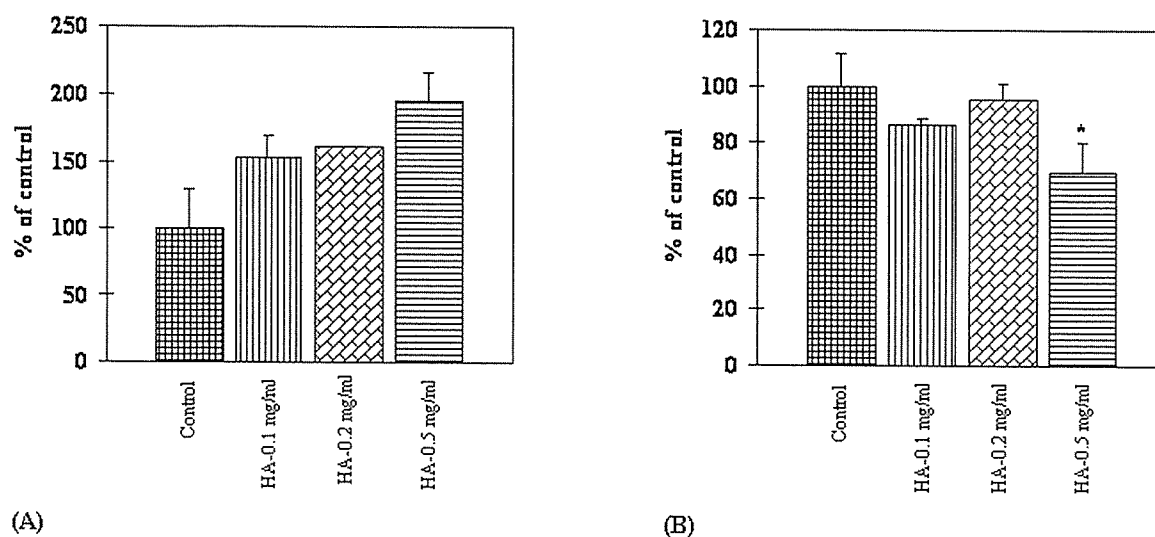 250
200
150
100
50
0
% of control
Control
HA-0.1 mg/ml
HA-0.2 mg/ml
HA-0.5 mg/ml
(A)
120
100
80
60
40
20
0
% of control
*
Control
HA-0.1 mg/ml
HA-0.2 mg/ml
HA-0.5 mg/ml
(B)